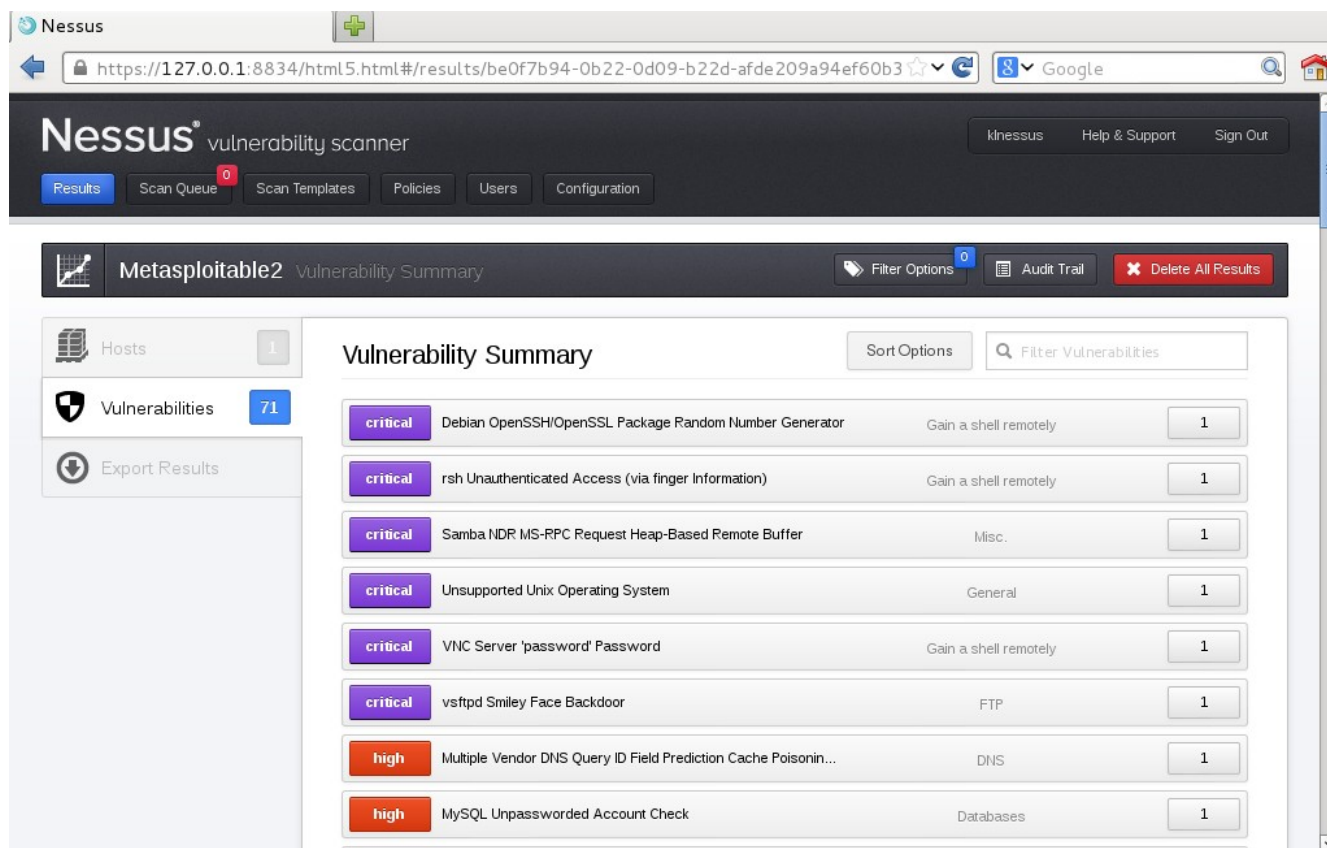 Nessus
https://127.0.0.1:8834/html5.html#/results/be0f7b94-0b22-0d09-b22d-afde209a94ef60b3
8 Google
Nessus® vulnerability scanner
klnessus Help & Support Sign Out
Results Scan Queue 0 Scan Templates Policies Users Configuration
Metasploitable2 Vulnerability Summary Filter Options 0 Audit Trail Delete All Results
Hosts 1
Vulnerabilities 71
Export Results
Vulnerability Summary Sort Options Filter Vulnerabilities
critical Debian OpenSSH/OpenSSL Package Random Number Generator Gain a shell remotely 1
critical rsh Unauthenticated Access (via finger Information) Gain a shell remotely 1
critical Samba NDR MS-RPC Request Heap-Based Remote Buffer Misc. 1
critical Unsupported Unix Operating System General 1
critical VNC Server 'password' Password Gain a shell remotely 1
critical vsftpd Smiley Face Backdoor FTP 1
high Multiple Vendor DNS Query ID Field Prediction Cache Poisonin... DNS 1
high MySQL Unpassworded Account Check Databases 1